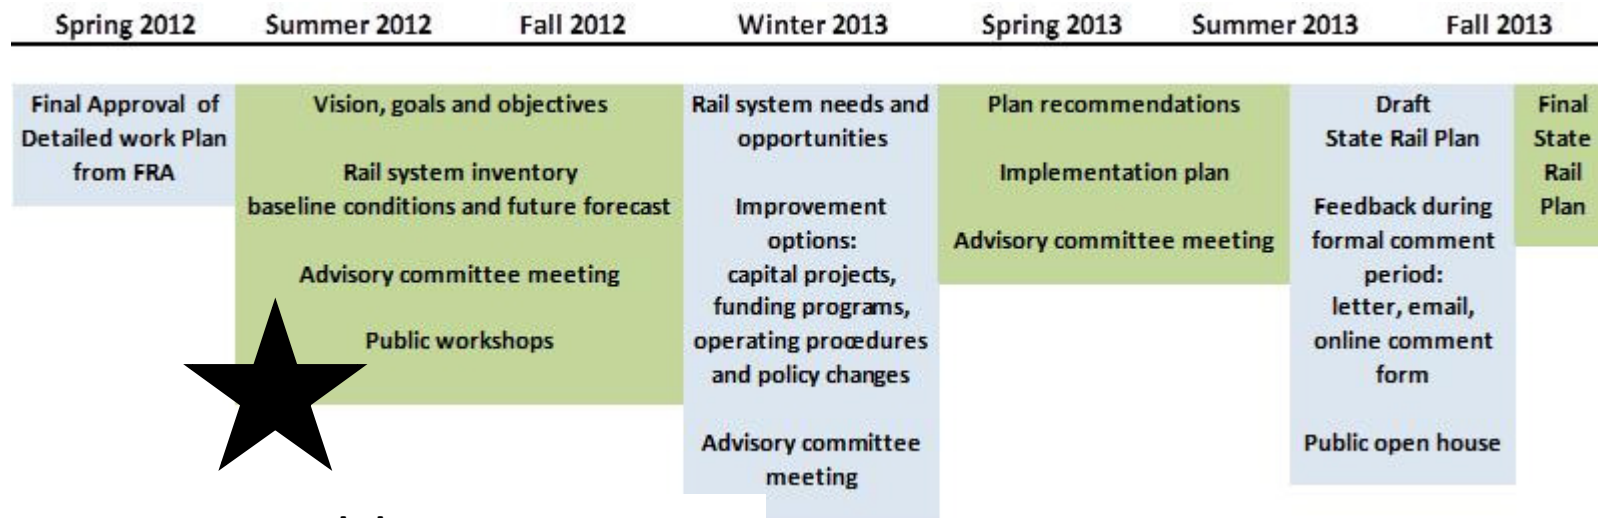 Spring 2012 Summer 2012 Fall 2012 Winter 2013 Spring 2013 Summer 2013 Fall 2013
Final Approval of
Detailed work Plan
from FRA
Vision, goals and objectives
Rail system inventory
baseline conditions and future forecast
Advisory committee meeting
Public workshops
Rail system needs and
opportunities
Improvement
options:
capital projects,
funding programs,
operating procedures
and policy changes
Advisory committee
meeting
Plan recommendations
Implementation plan
Advisory committee meeting
Draft
State Rail Plan
Feedback during
formal comment
period:
letter, email,
online comment
form
Public open house
Final
State
Rail
Plan